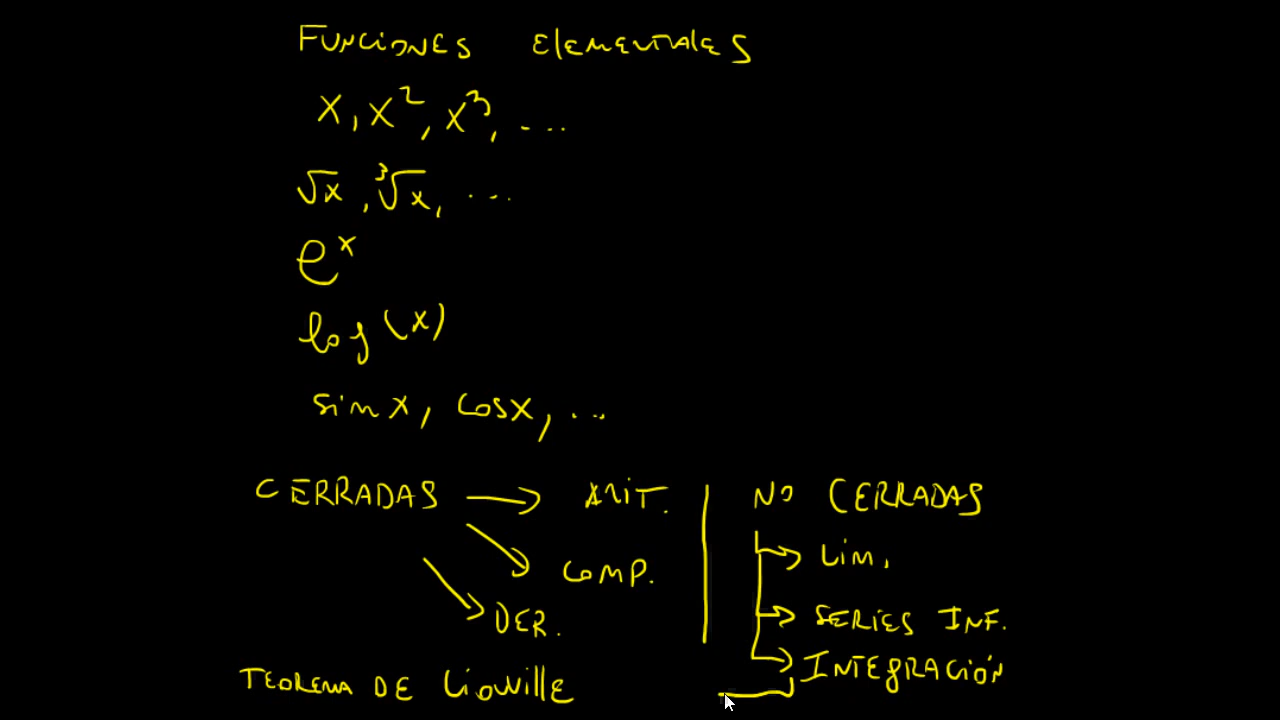 FUNCIONES ElEMENTALES
x, x², x³, ....
√x, ∛x, ...
e^x
log(x)
sin x, cos x, ...
CERRADAS → ARIT. | NO CERRADAS
COMP. → Lim.
DER. → SERIES INF.
→ INTEGRACIÓN
TEOREMA DE Liouville